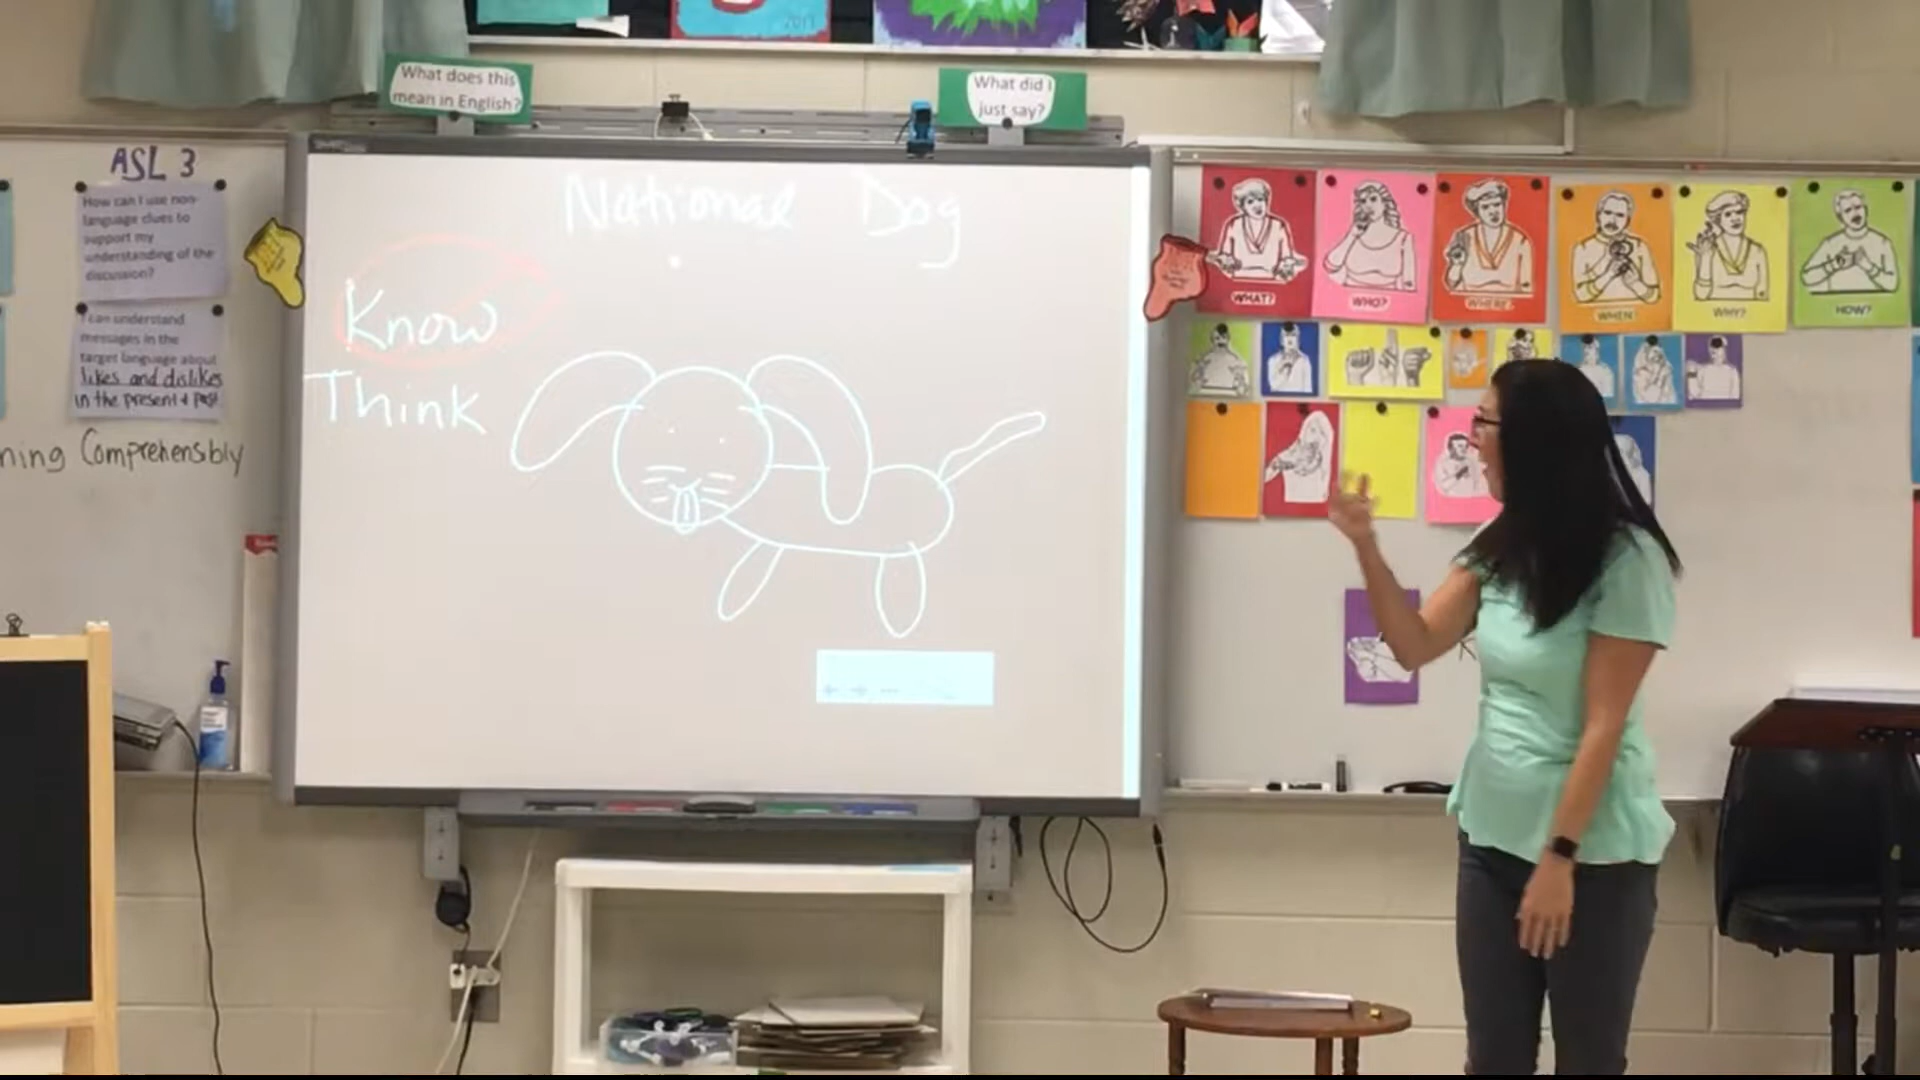 2017
What does this
mean in English?
What did I
just say?
ASL 3
How can I use non-
language clues to
support my
understanding of the
discussion?
I can understand
messages in the
target language about
likes and dislikes
in the present & past
ning Comprehensibly
National Dog
Know
Think
WHAT?
WHO?
WHERE?
WHEN?
WHY?
HOW?